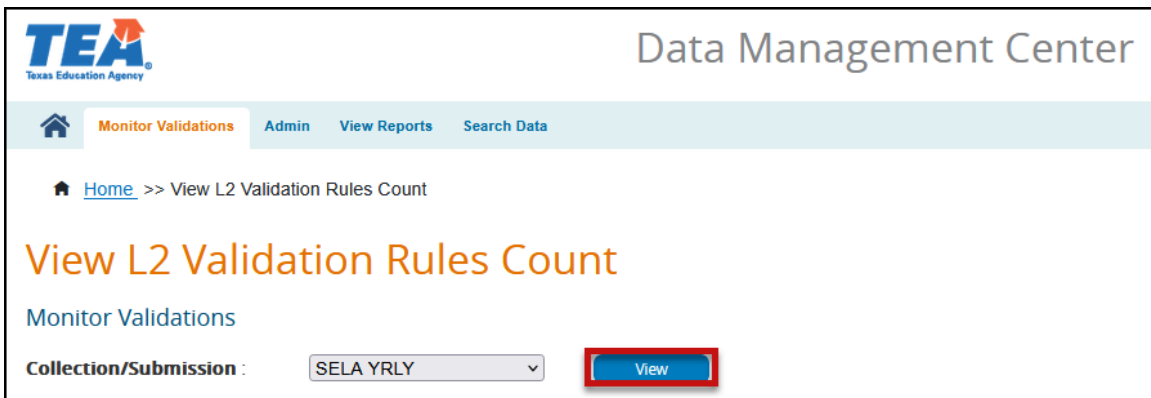 TEA
Texas Education Agency
Data Management Center
Monitor Validations Admin View Reports Search Data
Home >> View L2 Validation Rules Count
View L2 Validation Rules Count
Monitor Validations
Collection/Submission : SELA YRLY View